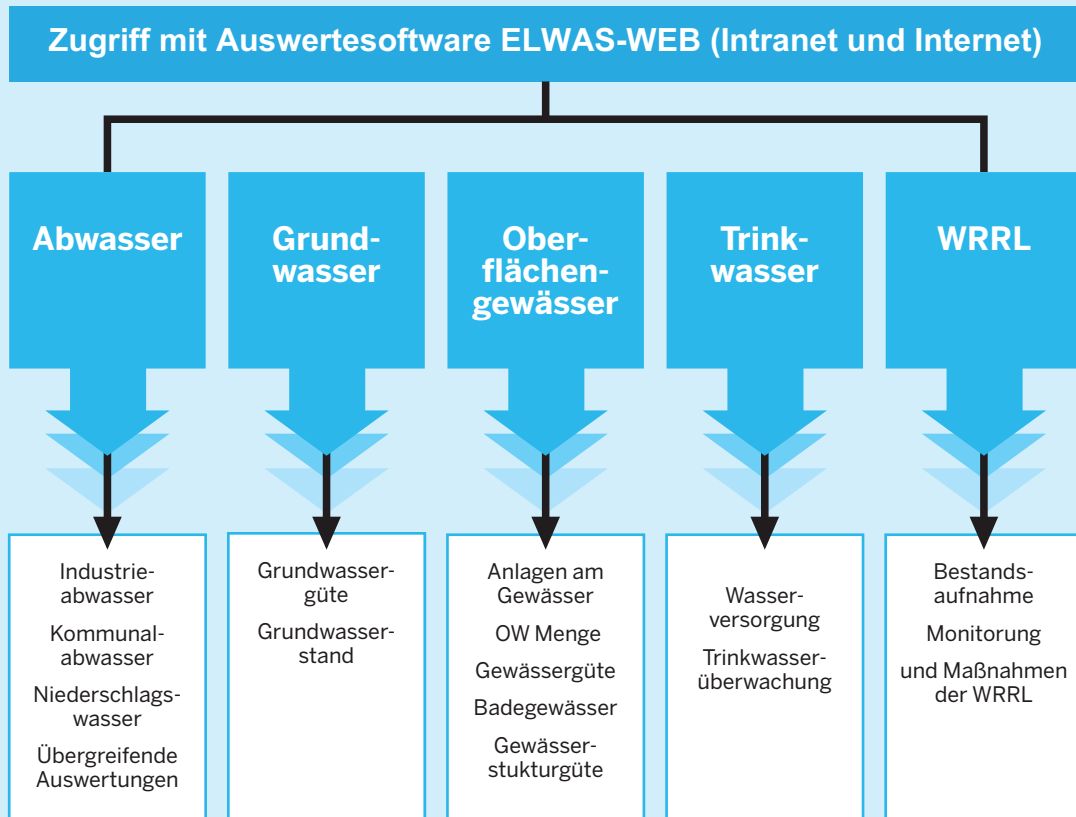 Zugriff mit Auswertesoftware ELWAS-WEB (Intranet und Internet)
Abwasser
Grund-
wasser
Ober-
flächen-
gewässer
Trink-
wasser
WRRL
Industrie-
abwasser
Kommunal-
abwasser
Niederschlags-
wasser
Übergreifende
Auswertungen
Grundwasser-
güte
Grundwasser-
stand
Anlagen am
Gewässer
OW Menge
Gewässergüte
Badegewässer
Gewässer-
stukturgüte
Wasser-
versorgung
Trinkwasser-
überwachung
Bestands-
aufnahme
Monitorung
und Maßnahmen
der WRRL